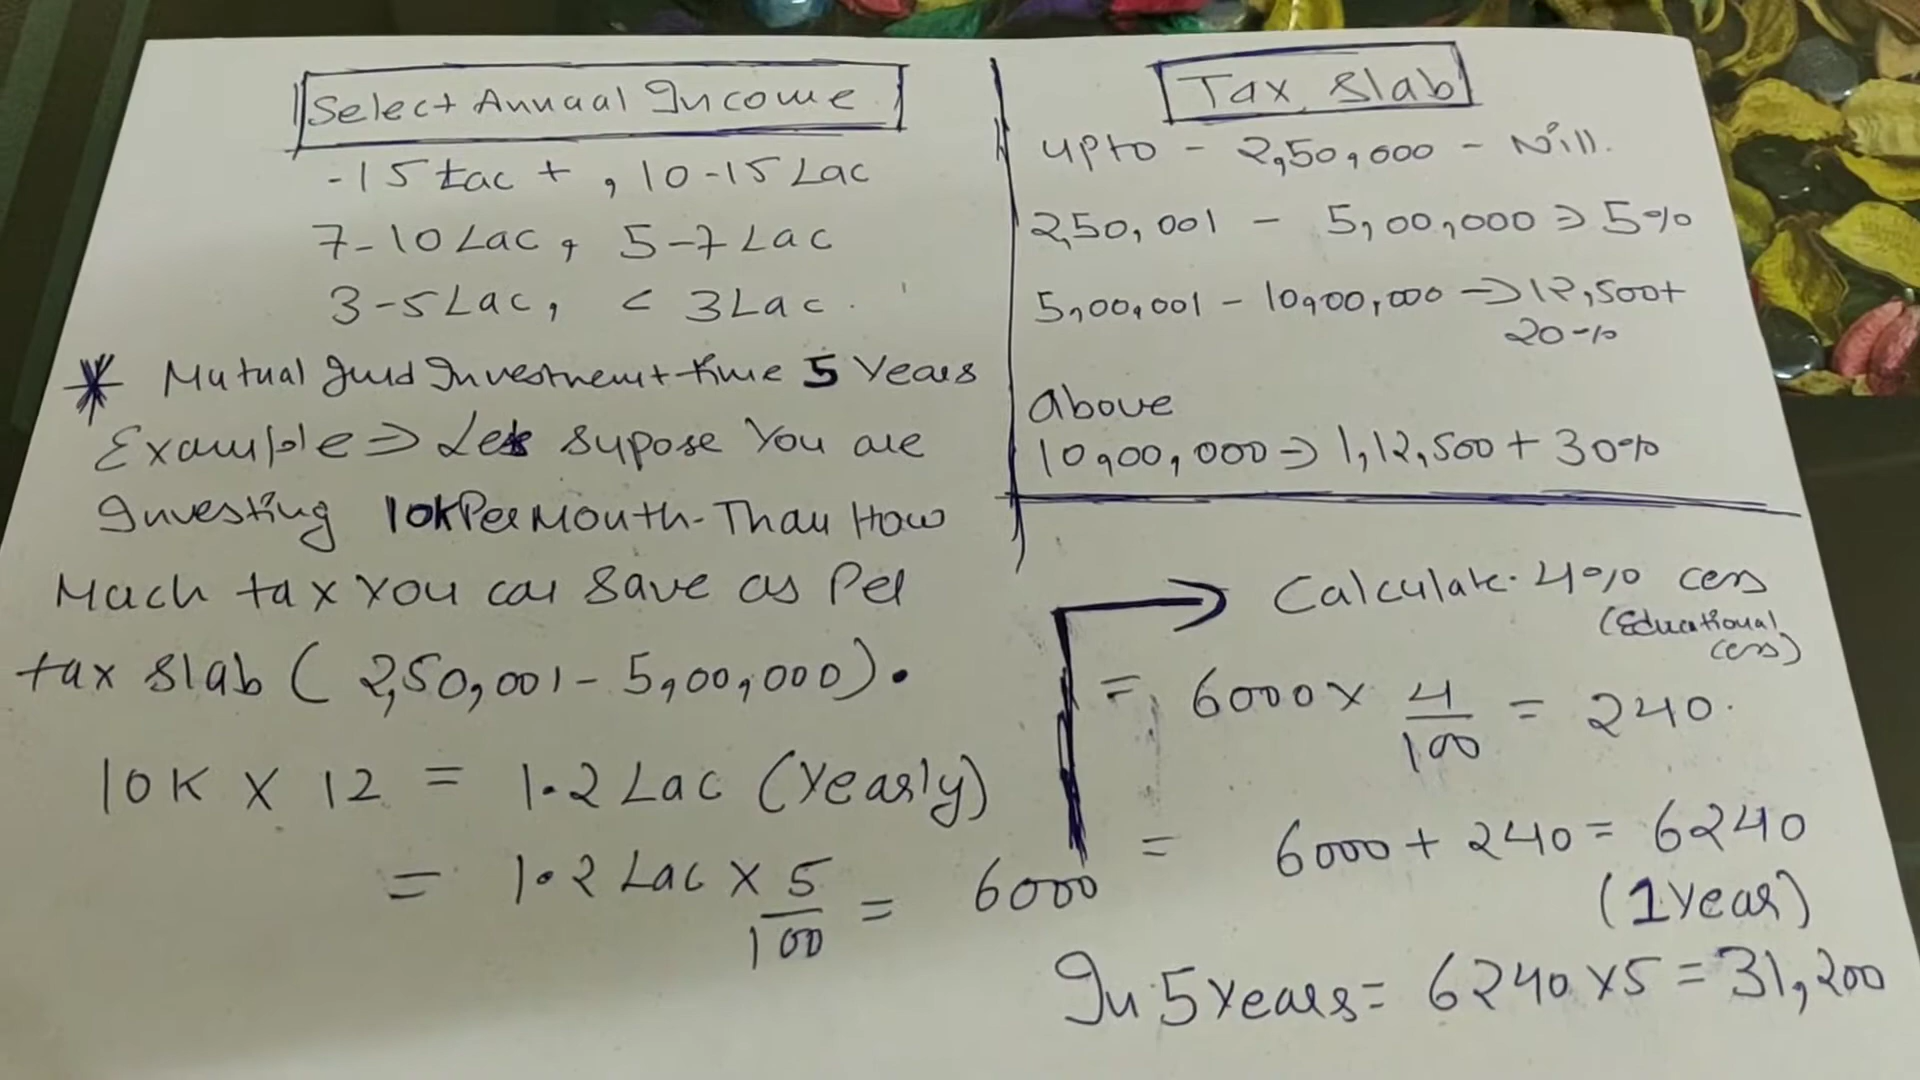 Select Annual Income
-15 Lac + , 10-15 Lac
7-10 Lac , 5-7 Lac
3-5 Lac, < 3 Lac.
* Mutual fund Investment time 5 Years
Example => Lets Supose You are
Investing 10k Per Month. Than How
Mach tax You can Save as Per
tax slab ( 2,50,001 - 5,00,000).
10K X 12 = 1.2 Lac (Yearly)
= 1.2 Lac X 5/100 = 6000
Tax Slab
upto - 2,50,000 - Nill.
2,50,001 - 5,00,000 => 5%
5,00,001 - 10,00,000 -> 12,500+
20%
Above
10,00,000 => 1,12,500 + 30%
Calculate. 4% cess
(Educational
cess)
= 6000 X 4/100 = 240.
= 6000 + 240 = 6240
(1 Year)
In 5 Years = 6240 X 5 = 31,200